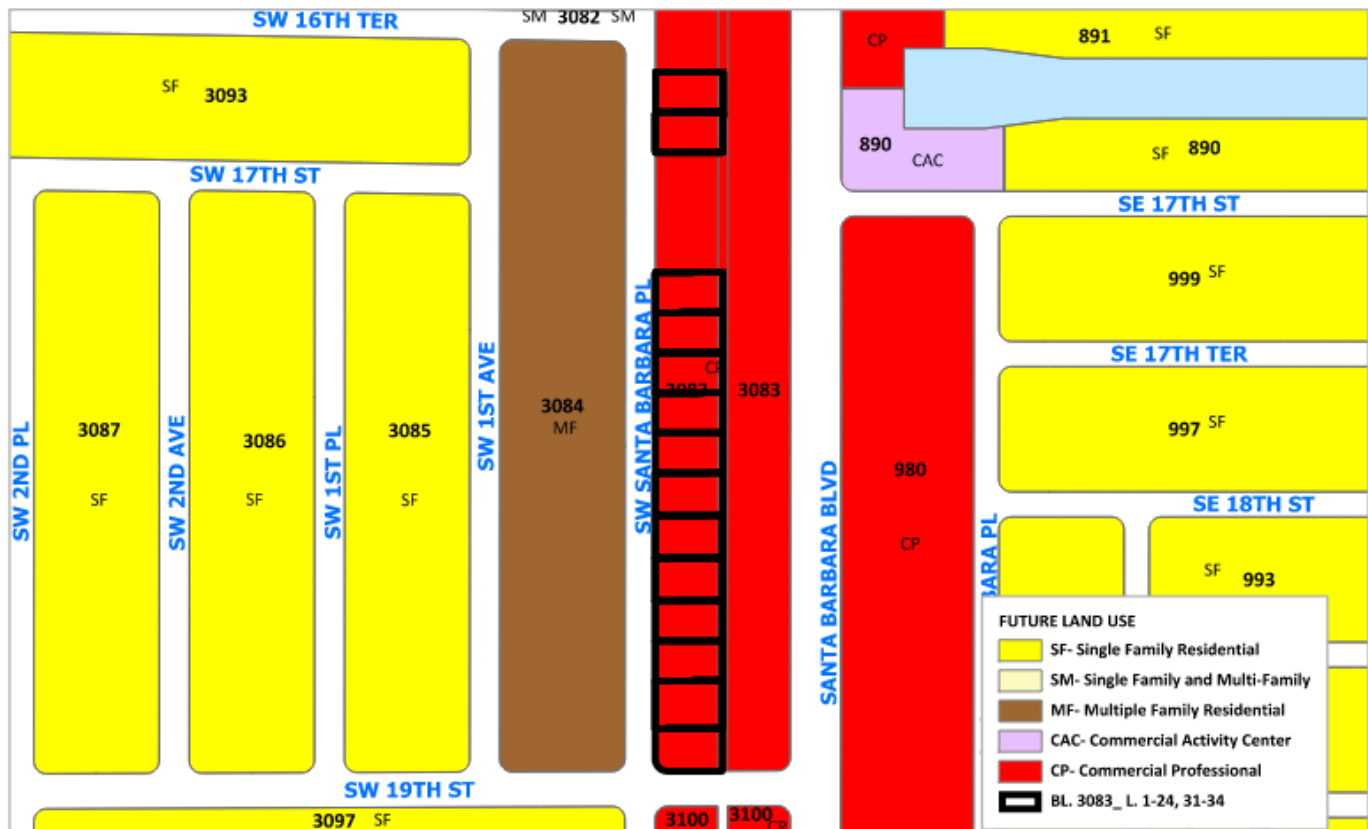 SW 16TH TER
SM 3082 SM
CP
891 SF
SF 3093
890
CAC
SF 890
SW 17TH ST
SE 17TH ST
999 SF
SE 17TH TER
997 SF
SE 18TH ST
SF 993
SW 2ND PL
3087
SF
SW 2ND AVE
3086
SF
SW 1ST PL
3085
SF
SW 1ST AVE
3084
MF
SW SANTA BARBARA PL
3083
3083
SANTA BARBARA BLVD
980
CP
BARA PL
SW 19TH ST
3097 SF
3100
3100
CP
FUTURE LAND USE
SF- Single Family Residential
SM- Single Family and Multi-Family
MF- Multiple Family Residential
CAC- Commercial Activity Center
CP- Commercial Professional
BL. 3083_ L. 1-24, 31-34